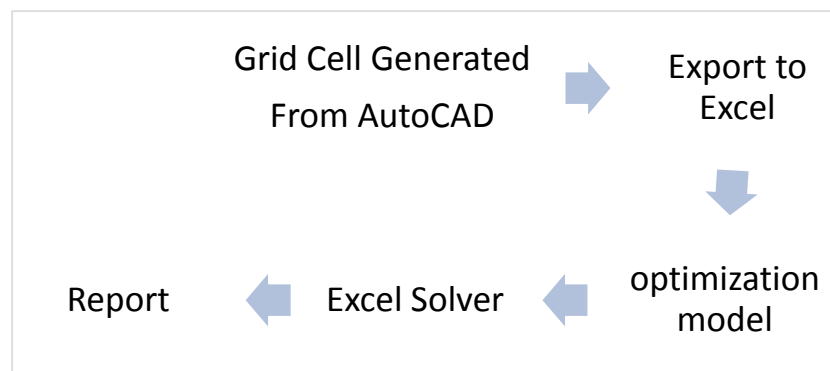 Grid Cell Generated
From AutoCAD
Export to
Excel
optimization
model
Excel Solver
Report